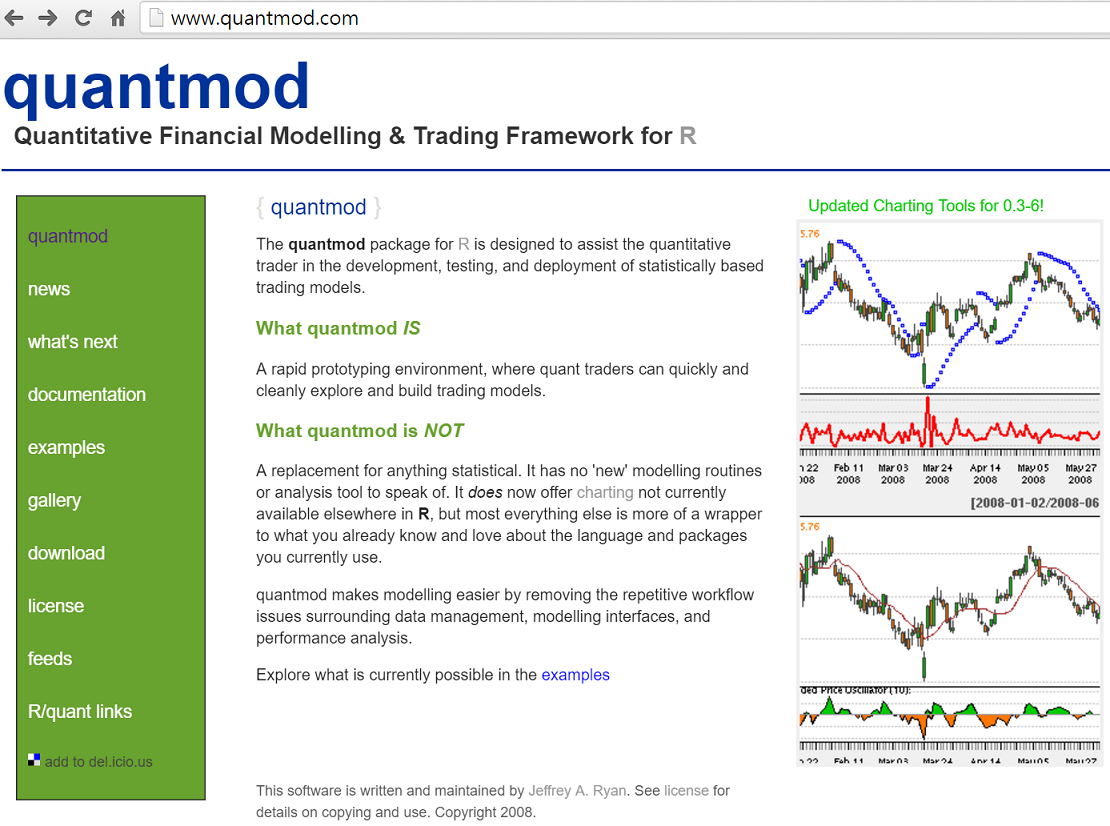 www.quantmod.com
quantmod
Quantitative Financial Modelling & Trading Framework for R
quantmod
news
what's next
documentation
examples
gallery
download
license
feeds
R/quant links
add to del.icio.us
{ quantmod }
The quantmod package for R is designed to assist the quantitative
trader in the development, testing, and deployment of statistically based
trading models.
What quantmod IS
A rapid prototyping environment, where quant traders can quickly and
cleanly explore and build trading models.
What quantmod is NOT
A replacement for anything statistical. It has no 'new' modelling routines
or analysis tool to speak of. It does now offer charting not currently
available elsewhere in R, but most everything else is more of a wrapper
to what you already know and love about the language and packages
you currently use.
quantmod makes modelling easier by removing the repetitive workflow
issues surrounding data management, modelling interfaces, and
performance analysis.
Explore what is currently possible in the examples
This software is written and maintained by Jeffrey A. Ryan. See license for
details on copying and use. Copyright 2008.
Updated Charting Tools for 0.3-6!
5.76
n 22 Feb 11 Mar 03 Mar 24 Apr 14 May 05 May 27
008 2008 2008 2008 2008 2008 2008
[2008-01-02/2008-06
5.76
ded Price Oscillator (10):
n 22 Feb 11 Mar 03 Mar 24 Apr 14 May 05 May 27